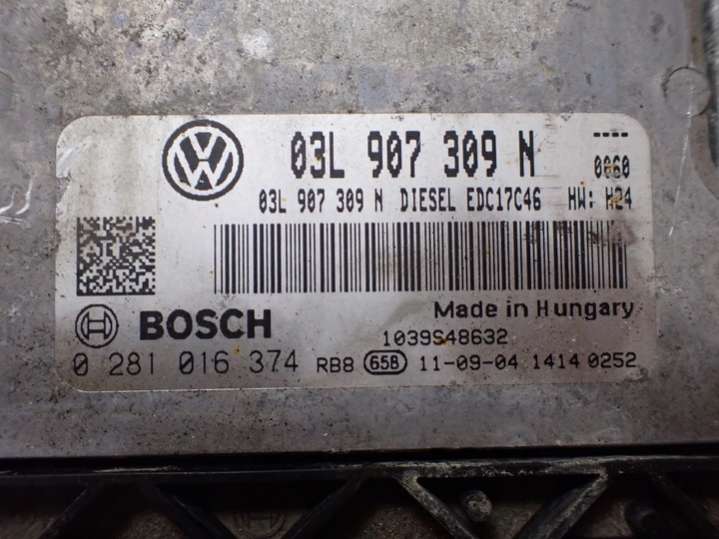 03L 907 309 N ----
0060
03L 907 309 N DIESEL EDC17C46 HW: H24
Made in Hungary
BOSCH
1039S48632
0 281 016 374 RB8 65B 11-09-04 1414 0252